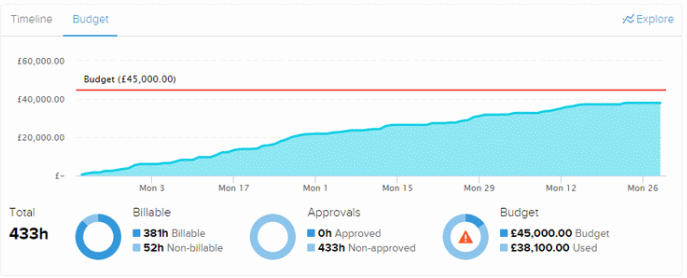 Timeline Budget Explore
£60,000.00
Budget (£45,000.00)
£40,000.00
£20,000.00
£-
Mon 3 Mon 17 Mon 1 Mon 15 Mon 29 Mon 12 Mon 26
Total
433h
Billable
381h Billable
52h Non-billable
Approvals
0h Approved
433h Non-approved
Budget
£45,000.00 Budget
£38,100.00 Used